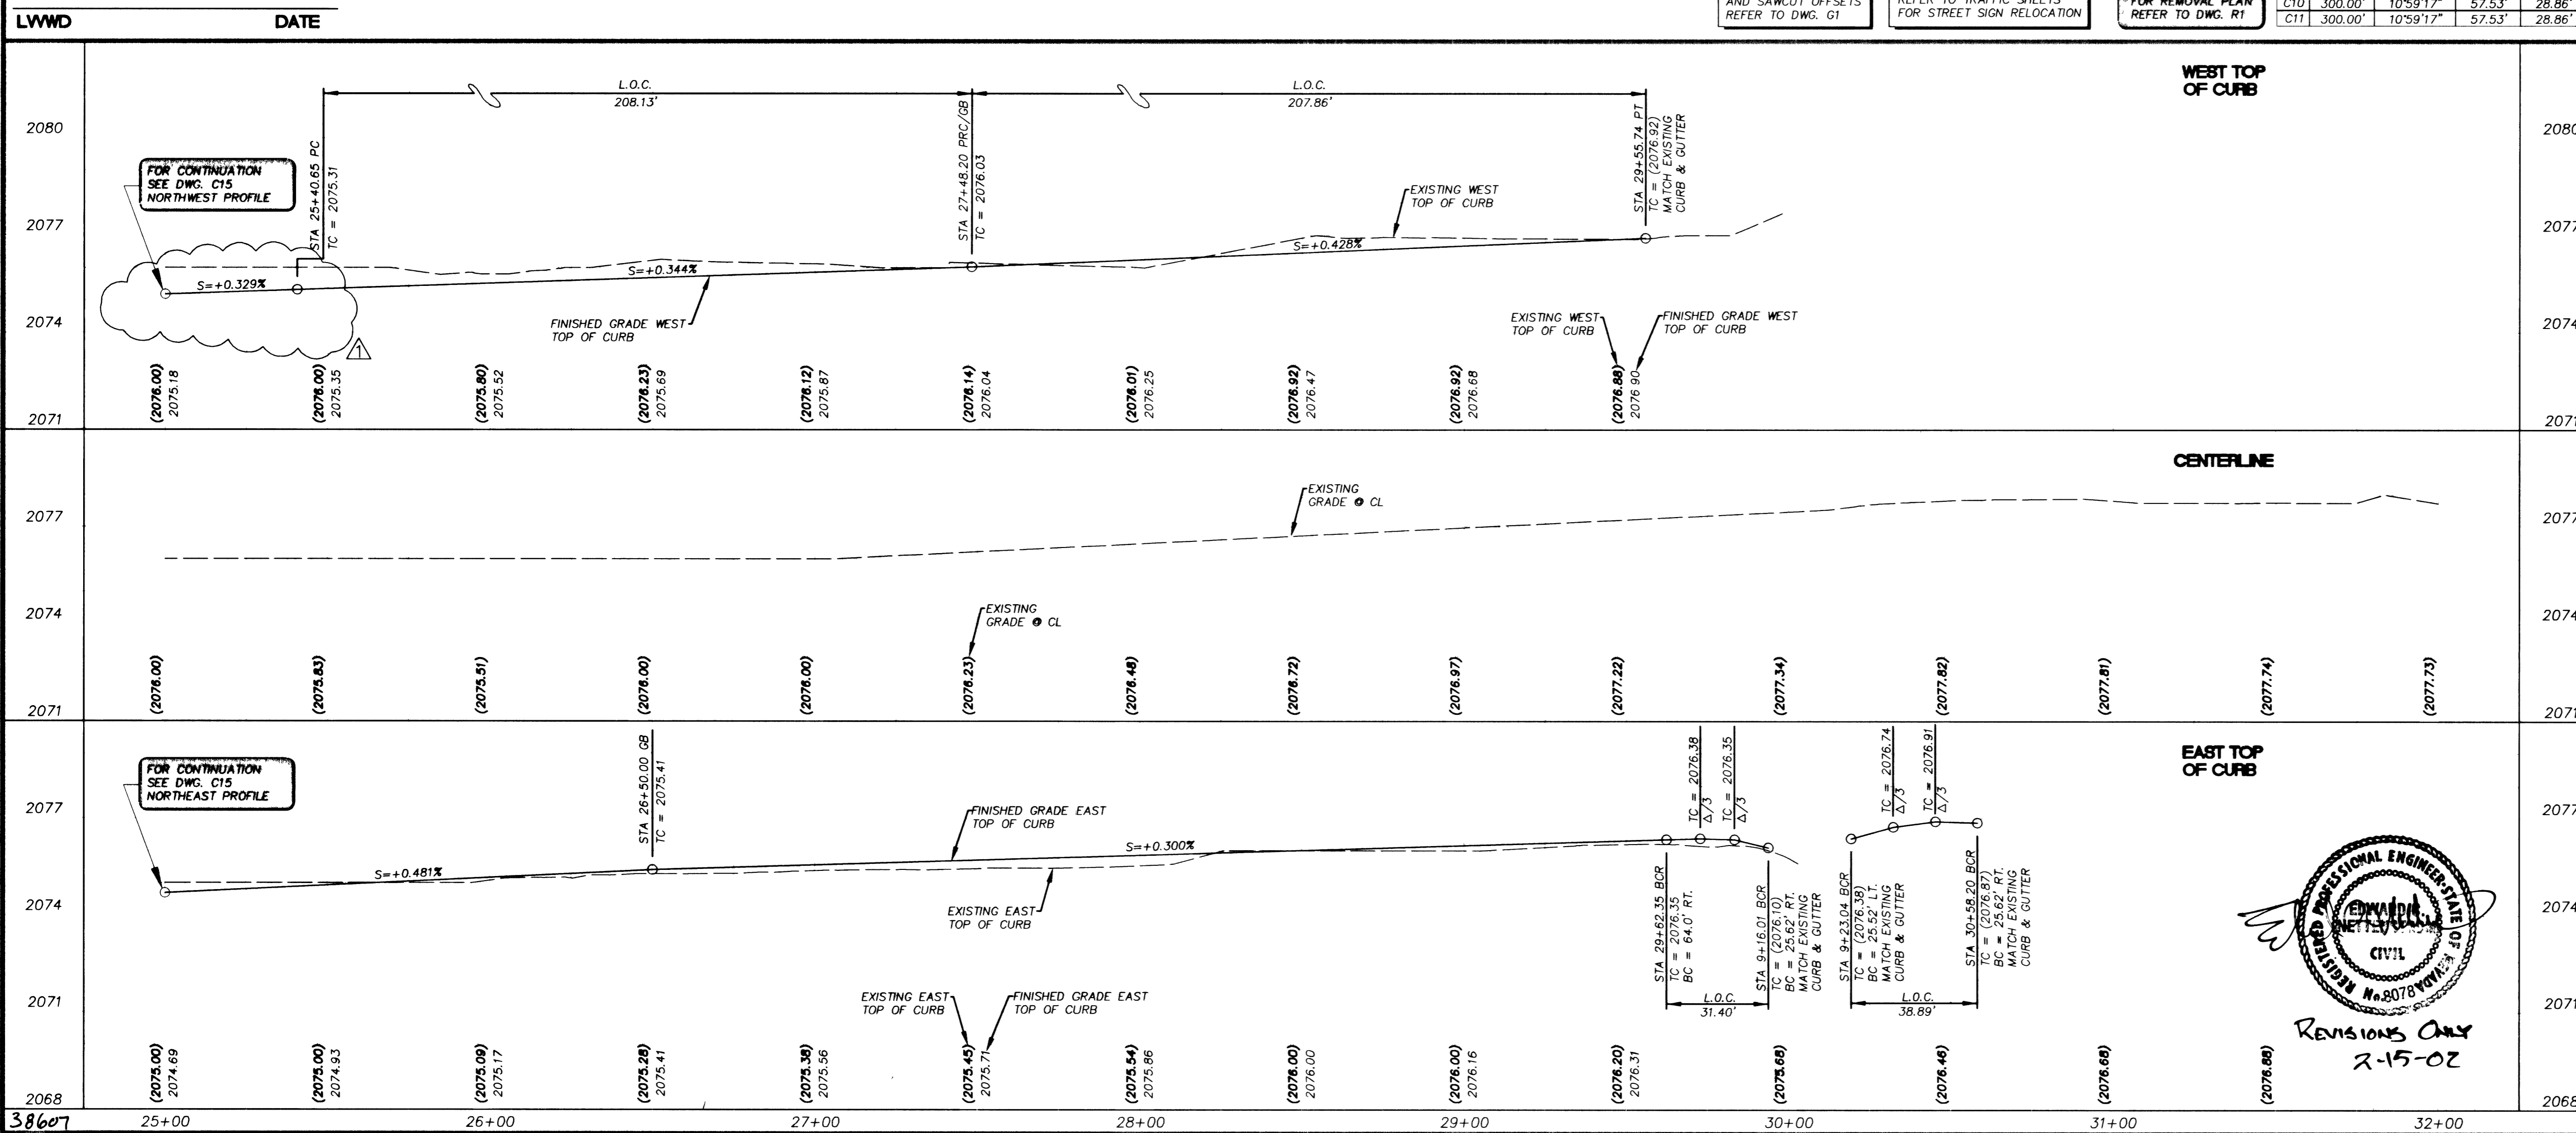 LVVWD DATE
AND SAWCUT OFFSETS
REFER TO DWG. G1
REFER TO TRAFFIC SHEETS
FOR STREET SIGN RELOCATION
FOR REMOVAL PLAN
REFER TO DWG. R1
C10 300.00' 10°59'17" 57.53' 28.86'
C11 300.00' 10°59'17" 57.53' 28.86'
WEST TOP
OF CURB
2080
2077
2074
2071
2080
2077
2074
2071
L.O.C.
208.13'
L.O.C.
207.86'
FOR CONTINUATION
SEE DWG. C15
NORTHWEST PROFILE
STA 25+40.65 PC
TC = 2075.31
STA 27+48.20 PRC/GB
TC = 2076.03
STA 29+55.74 PT
TC = (2076.92)
MATCH EXISTING
CURB & GUTTER
S=+0.329%
S=+0.344%
S=+0.428%
1
EXISTING WEST
TOP OF CURB
FINISHED GRADE WEST
TOP OF CURB
EXISTING WEST
TOP OF CURB
FINISHED GRADE WEST
TOP OF CURB
(2076.00)
2075.18
(2076.00)
2075.35
(2075.80)
2075.52
(2076.23)
2075.69
(2076.12)
2075.87
(2076.14)
2076.04
(2076.01)
2076.25
(2076.92)
2076.47
(2076.92)
2076.68
(2076.88)
2076 90
CENTERLINE
2077
2074
2071
2077
2074
2071
EXISTING
GRADE @ CL
EXISTING
GRADE @ CL
(2076.00)
(2075.83)
(2075.51)
(2076.00)
(2076.00)
(2076.23)
(2076.48)
(2076.72)
(2076.97)
(2077.22)
(2077.34)
(2077.82)
(2077.81)
(2077.74)
(2077.73)
EAST TOP
OF CURB
2077
2074
2071
2068
2077
2074
2071
2068
FOR CONTINUATION
SEE DWG. C15
NORTHEAST PROFILE
STA 26+50.00 GB
TC = 2075.41
S=+0.481%
S=+0.300%
FINISHED GRADE EAST
TOP OF CURB
EXISTING EAST
TOP OF CURB
EXISTING EAST
TOP OF CURB
FINISHED GRADE EAST
TOP OF CURB
TC = 2076.38
Δ/3
TC = 2076.35
Δ/3
TC = 2076.74
Δ/3
TC = 2076.91
Δ/3
STA 29+62.35 BCR
TC = 2076.35
BC = 64.0' RT.
STA 9+16.01 BCR
TC = (2076.10)
BC = 25.62' RT.
MATCH EXISTING
CURB & GUTTER
STA 9+23.04 BCR
TC = (2076.38)
BC = 25.52' LT.
MATCH EXISTING
CURB & GUTTER
STA 30+58.20 BCR
TC = (2076.87)
BC = 25.62' RT.
MATCH EXISTING
CURB & GUTTER
L.O.C.
31.40'
L.O.C.
38.89'
(2075.00)
2074.69
(2075.00)
2074.93
(2075.09)
2075.17
(2075.28)
2075.41
(2075.38)
2075.56
(2075.45)
2075.71
(2075.54)
2075.86
(2076.00)
2076.00
(2076.00)
2076.16
(2076.20)
2076.31
(2075.68)
(2076.46)
(2076.68)
(2076.88)
REGISTERED PROFESSIONAL ENGINEER-STATE OF NEVADA
CIVIL
No. 8078
REVISIONS ONLY
2-15-02
38607
25+00 26+00 27+00 28+00 29+00 30+00 31+00 32+00